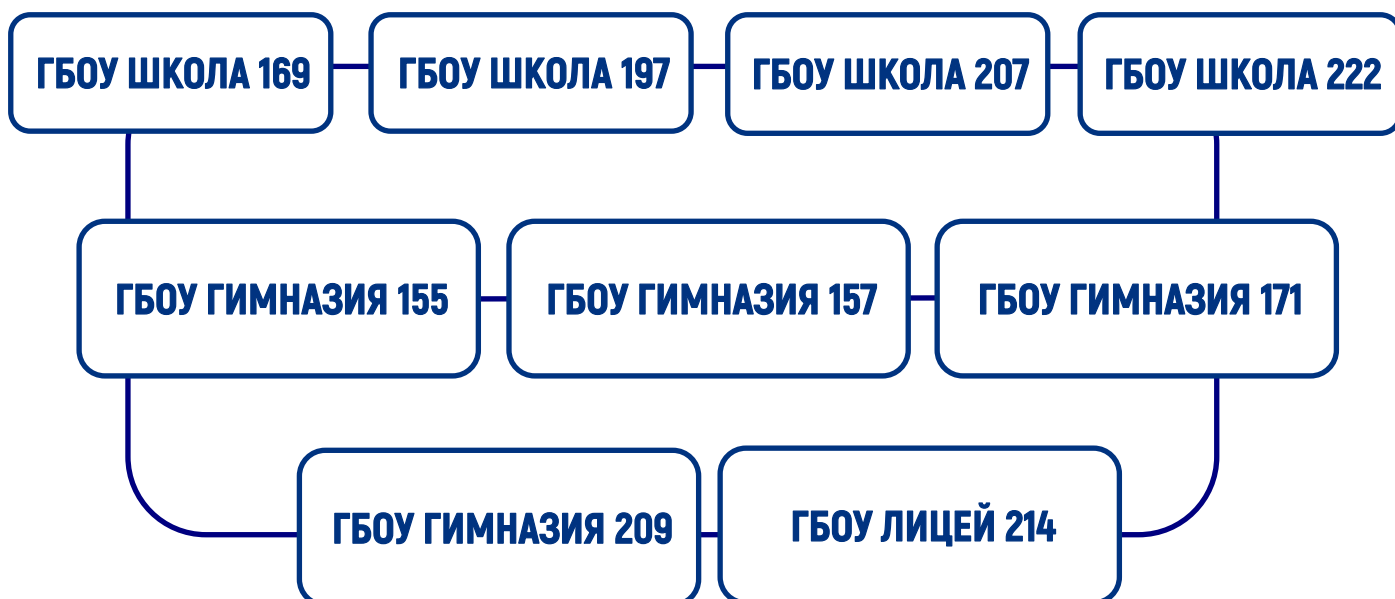 ГБОУ ШКОЛА 169
ГБОУ ШКОЛА 197
ГБОУ ШКОЛА 207
ГБОУ ШКОЛА 222
ГБОУ ГИМНАЗИЯ 155
ГБОУ ГИМНАЗИЯ 157
ГБОУ ГИМНАЗИЯ 171
ГБОУ ГИМНАЗИЯ 209
ГБОУ ЛИЦЕЙ 214